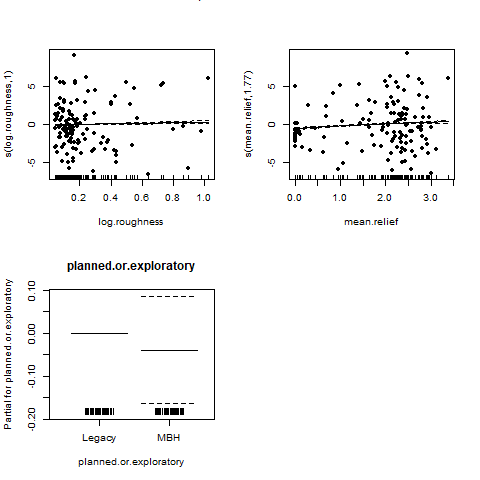 s(log.roughness,1)
5
0
-5
0.2 0.4 0.6 0.8 1.0
log.roughness
s(mean.relief,1.77)
5
0
-5
0.0 1.0 2.0 3.0
mean.relief
planned.or.exploratory
Partial for planned.or.exploratory
0.10
0.00
-0.10
-0.20
Legacy MBH
planned.or.exploratory